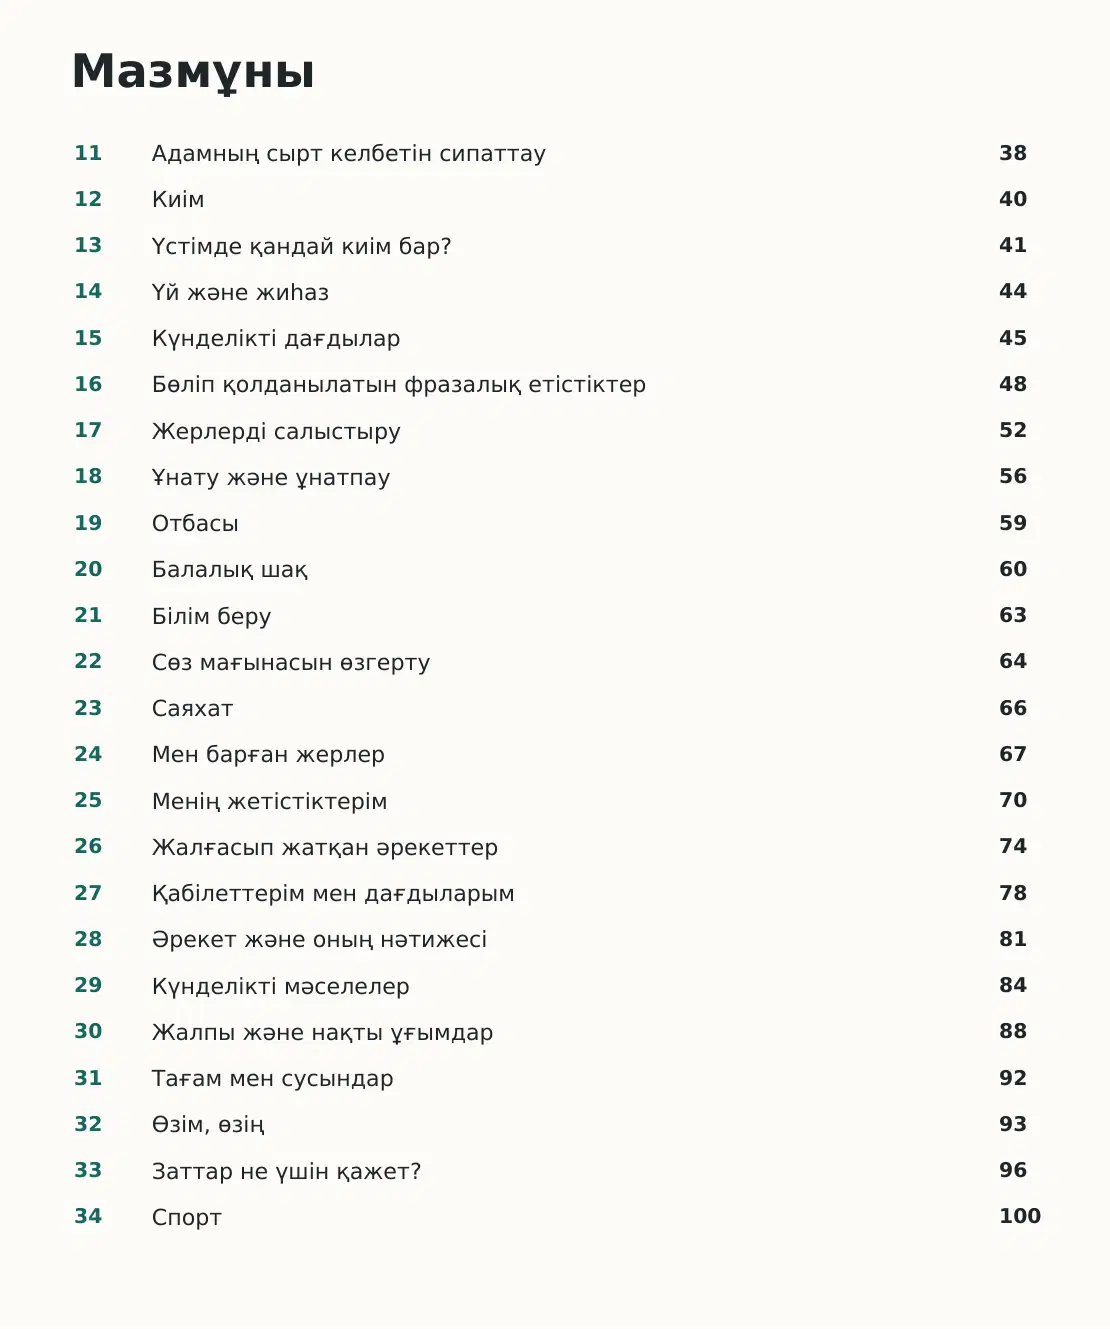 Мазмұны
11 Адамның сырт келбетін сипаттау 38
12 Киім 40
13 Үстімде қандай киім бар? 41
14 Үй және жиһаз 44
15 Күнделікті дағдылар 45
16 Бөліп қолданылатын фразалық етістіктер 48
17 Жерлерді салыстыру 52
18 Ұнату және ұнатпау 56
19 Отбасы 59
20 Балалық шақ 60
21 Білім беру 63
22 Сөз мағынасын өзгерту 64
23 Саяхат 66
24 Мен барған жерлер 67
25 Менің жетістіктерім 70
26 Жалғасып жатқан әрекеттер 74
27 Қабілеттерім мен дағдыларым 78
28 Әрекет және оның нәтижесі 81
29 Күнделікті мәселелер 84
30 Жалпы және нақты ұғымдар 88
31 Тағам мен сусындар 92
32 Өзім, өзің 93
33 Заттар не үшін қажет? 96
34 Спорт 100